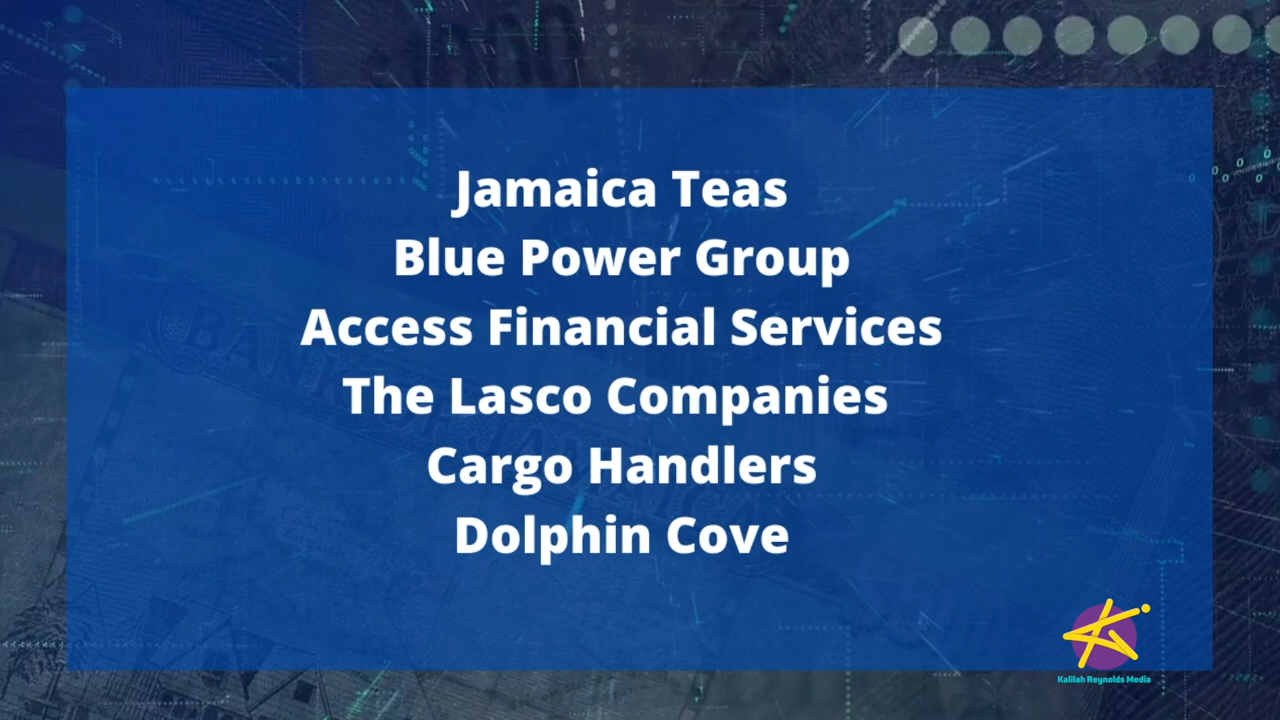 Jamaica Teas
Blue Power Group
Access Financial Services
The Lasco Companies
Cargo Handlers
Dolphin Cove
Kalilah Reynolds Media